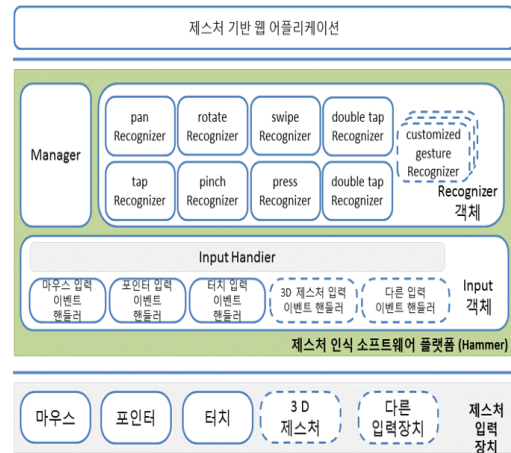 제스처 기반 웹 어플리케이션
Manager
pan
Recognizer
rotate
Recognizer
swipe
Recognizer
double tap
Recognizer
customized
gesture
Recognizer
tap
Recognizer
pinch
Recognizer
press
Recognizer
double tap
Recognizer
Recognizer
객체
Input Handier
마우스 입력
이벤트
핸들러
포인터 입력
이벤트
핸들러
터치 입력
이벤트
핸들러
3D 제스처 입력
이벤트 핸들러
다른 입력
이벤트 핸들러
Input
객체
제스처 인식 소프트웨어 플랫폼 (Hammer)
마우스
포인터
터치
3 D
제스처
다른
입력장치
제스처
입력
장치